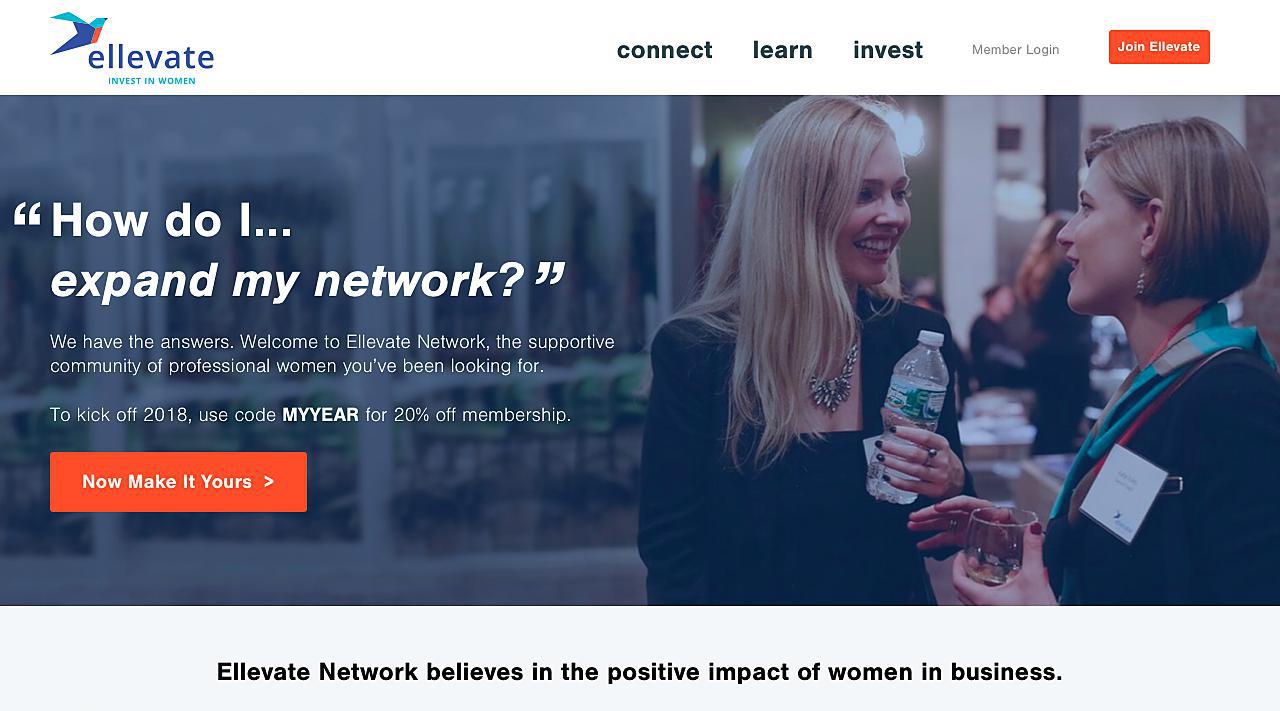 ellevate
INVEST IN WOMEN
connect learn invest Member Login Join Ellevate
“How do I...
expand my network?”
We have the answers. Welcome to Ellevate Network, the supportive
community of professional women you’ve been looking for.
To kick off 2018, use code MYYEAR for 20% off membership.
Now Make It Yours >
ellevate
Ellevate Network believes in the positive impact of women in business.